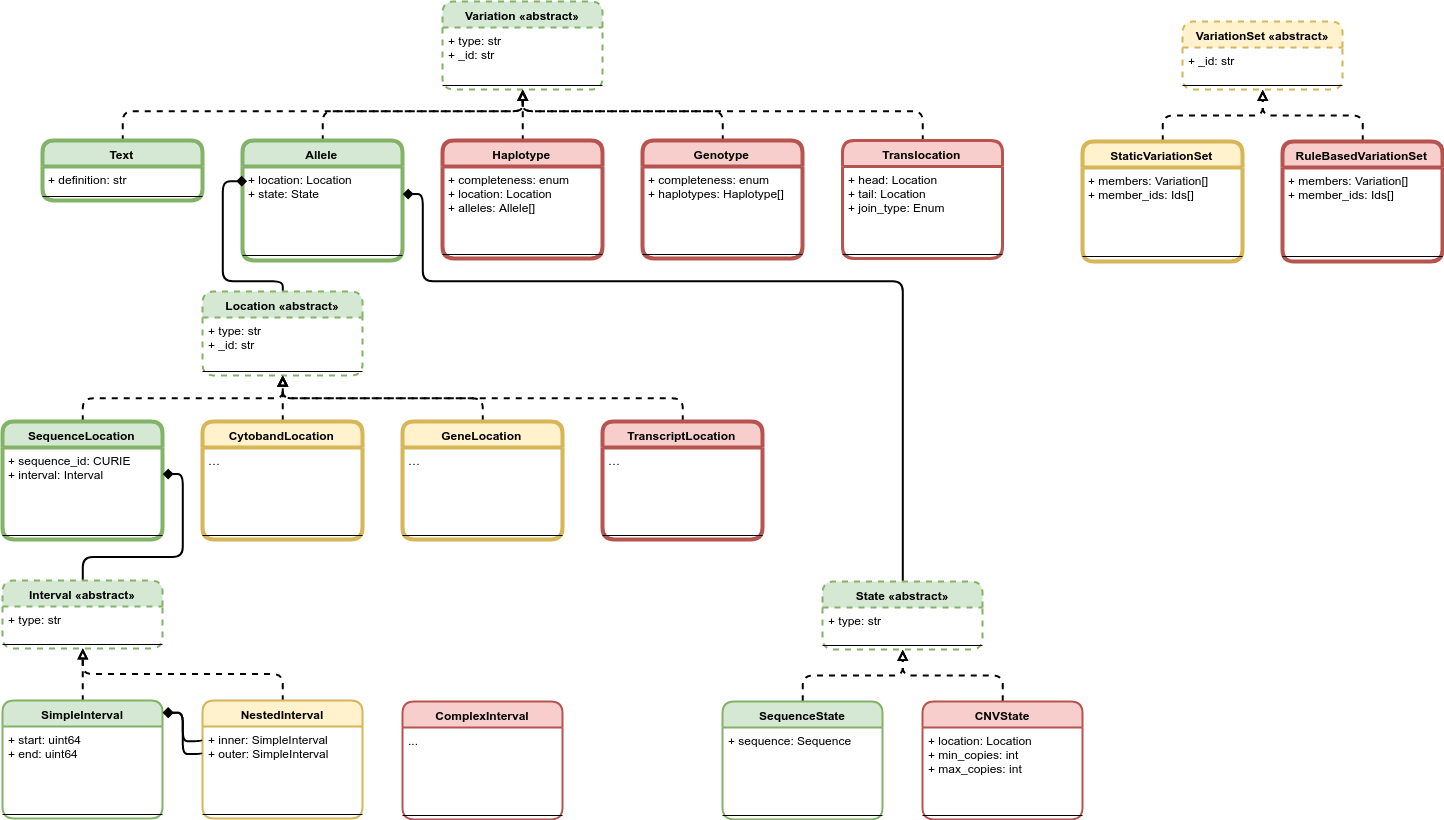 Variation «abstract»
+ type: str
+ _id: str
VariationSet «abstract»
+ _id: str
Text
+ definition: str
Allele
+ location: Location
+ state: State
Haplotype
+ completeness: enum
+ location: Location
+ alleles: Allele[]
Genotype
+ completeness: enum
+ haplotypes: Haplotype[]
Translocation
+ head: Location
+ tail: Location
+ join_type: Enum
StaticVariationSet
+ members: Variation[]
+ member_ids: Ids[]
RuleBasedVariationSet
+ members: Variation[]
+ member_ids: Ids[]
Location «abstract»
+ type: str
+ _id: str
SequenceLocation
+ sequence_id: CURIE
+ interval: Interval
CytobandLocation
…
GeneLocation
…
TranscriptLocation
…
Interval «abstract»
+ type: str
State «abstract»
+ type: str
SimpleInterval
+ start: uint64
+ end: uint64
NestedInterval
+ inner: SimpleInterval
+ outer: SimpleInterval
ComplexInterval
...
SequenceState
+ sequence: Sequence
CNVState
+ location: Location
+ min_copies: int
+ max_copies: int